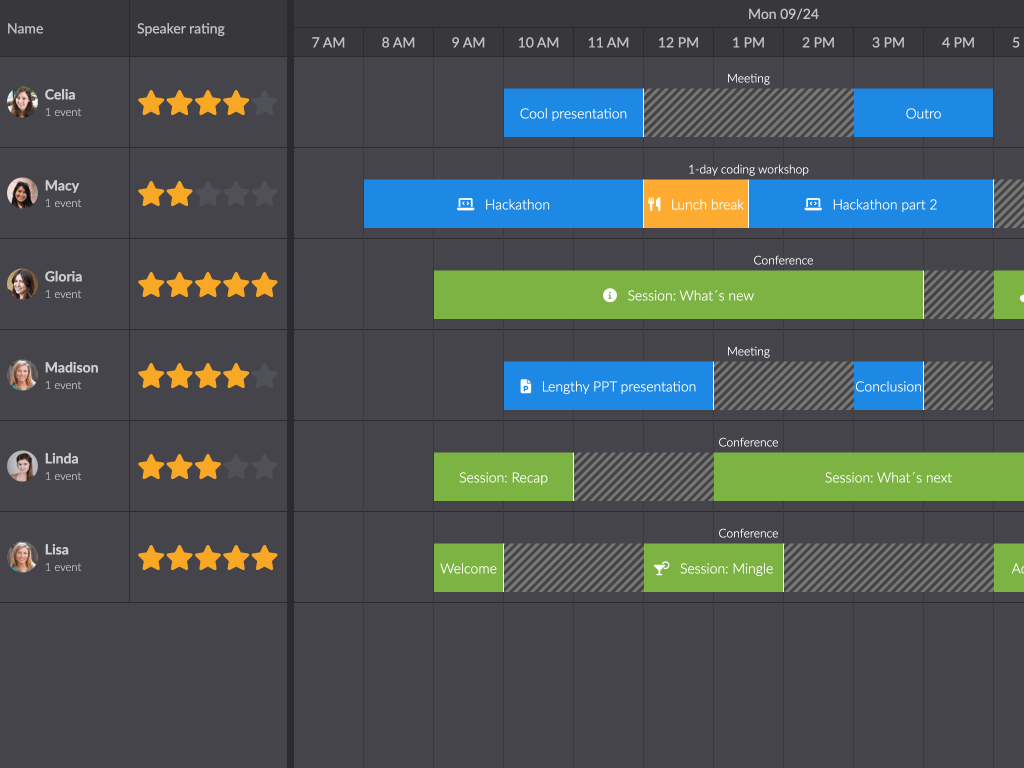 Mon 09/24
Name
Speaker rating
7 AM 8 AM 9 AM 10 AM 11 AM 12 PM 1 PM 2 PM 3 PM 4 PM 5
Meeting
Celia
1 event
Cool presentation
Outro
1-day coding workshop
Macy
1 event
Hackathon
Lunch break
Hackathon part 2
Conference
Gloria
1 event
Session: What´s new
Meeting
Madison
1 event
Lengthy PPT presentation
Conclusion
Conference
Linda
1 event
Session: Recap
Session: What´s next
Conference
Lisa
1 event
Welcome
Session: Mingle